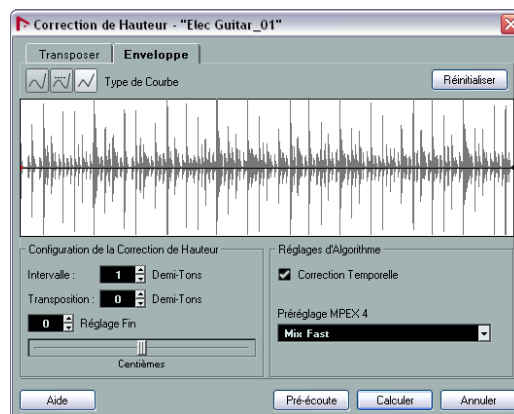 Correction de Hauteur - "Elec Guitar_01"
Transposer Enveloppe
Type de Courbe Réinitialiser
Configuration de la Correction de Hauteur
Intervalle : 1 Demi-Tons
Transposition : 0 Demi-Tons
0 Réglage Fin
Centièmes
Réglages d'Algorithme
Correction Temporelle
Préréglage MPEX 4
Mix Fast
Aide Pré-écoute Calculer Annuler